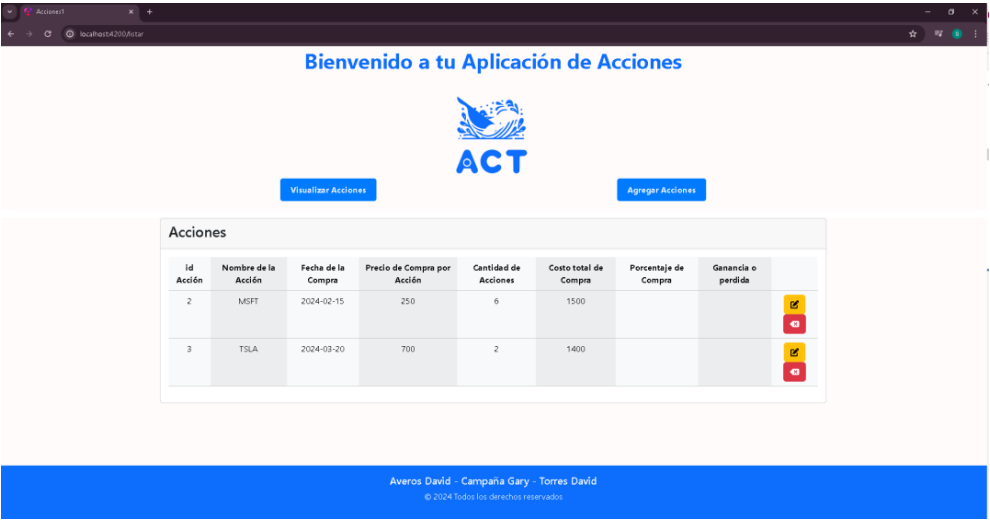 Acciones1
localhost:4200/listar
Bienvenido a tu Aplicación de Acciones
ACT
Visualizar Acciones
Agregar Acciones
Acciones
id Acción Nombre de la Acción Fecha de la Compra Precio de Compra por Acción Cantidad de Acciones Costo total de Compra Porcentaje de Compra Ganancia o perdida
2 MSFT 2024-02-15 250 6 1500
3 TSLA 2024-03-20 700 2 1400
Averos David - Campaña Gary - Torres David
© 2024 Todos los derechos reservados